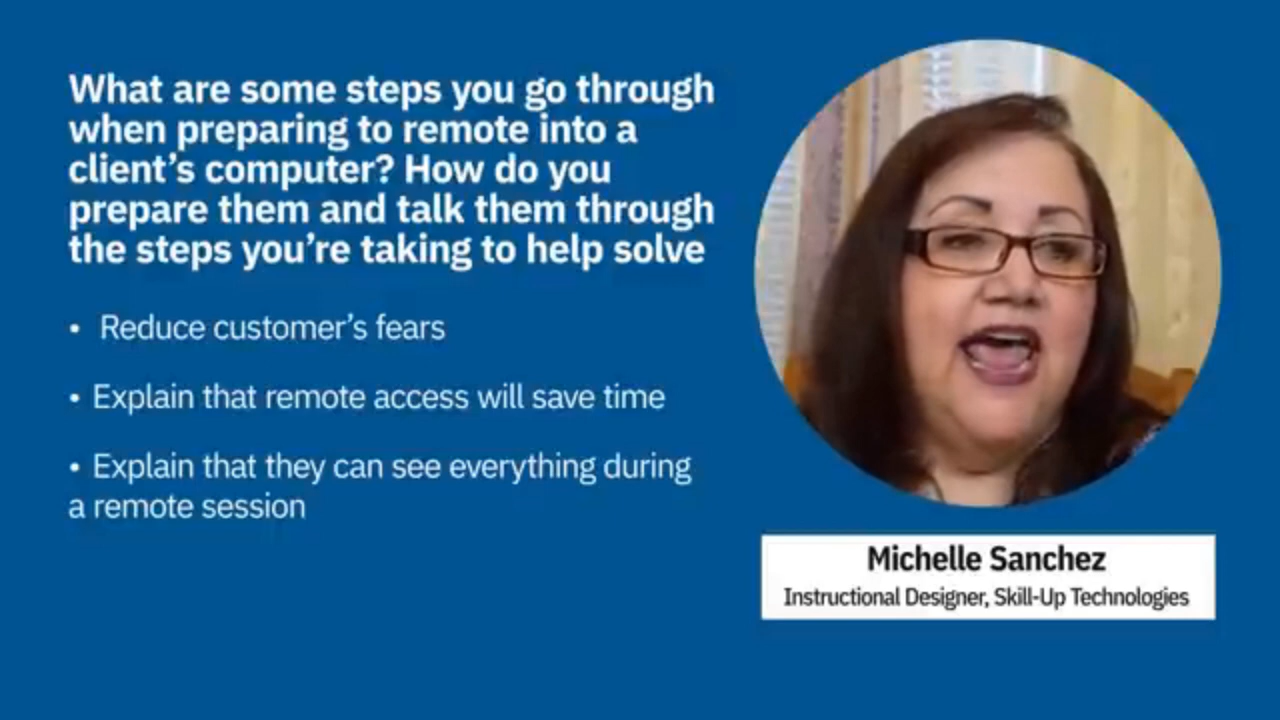 What are some steps you go through
when preparing to remote into a
client's computer? How do you
prepare them and talk them through
the steps you're taking to help solve
• Reduce customer's fears
• Explain that remote access will save time
• Explain that they can see everything during
a remote session
Michelle Sanchez
Instructional Designer, Skill-Up Technologies